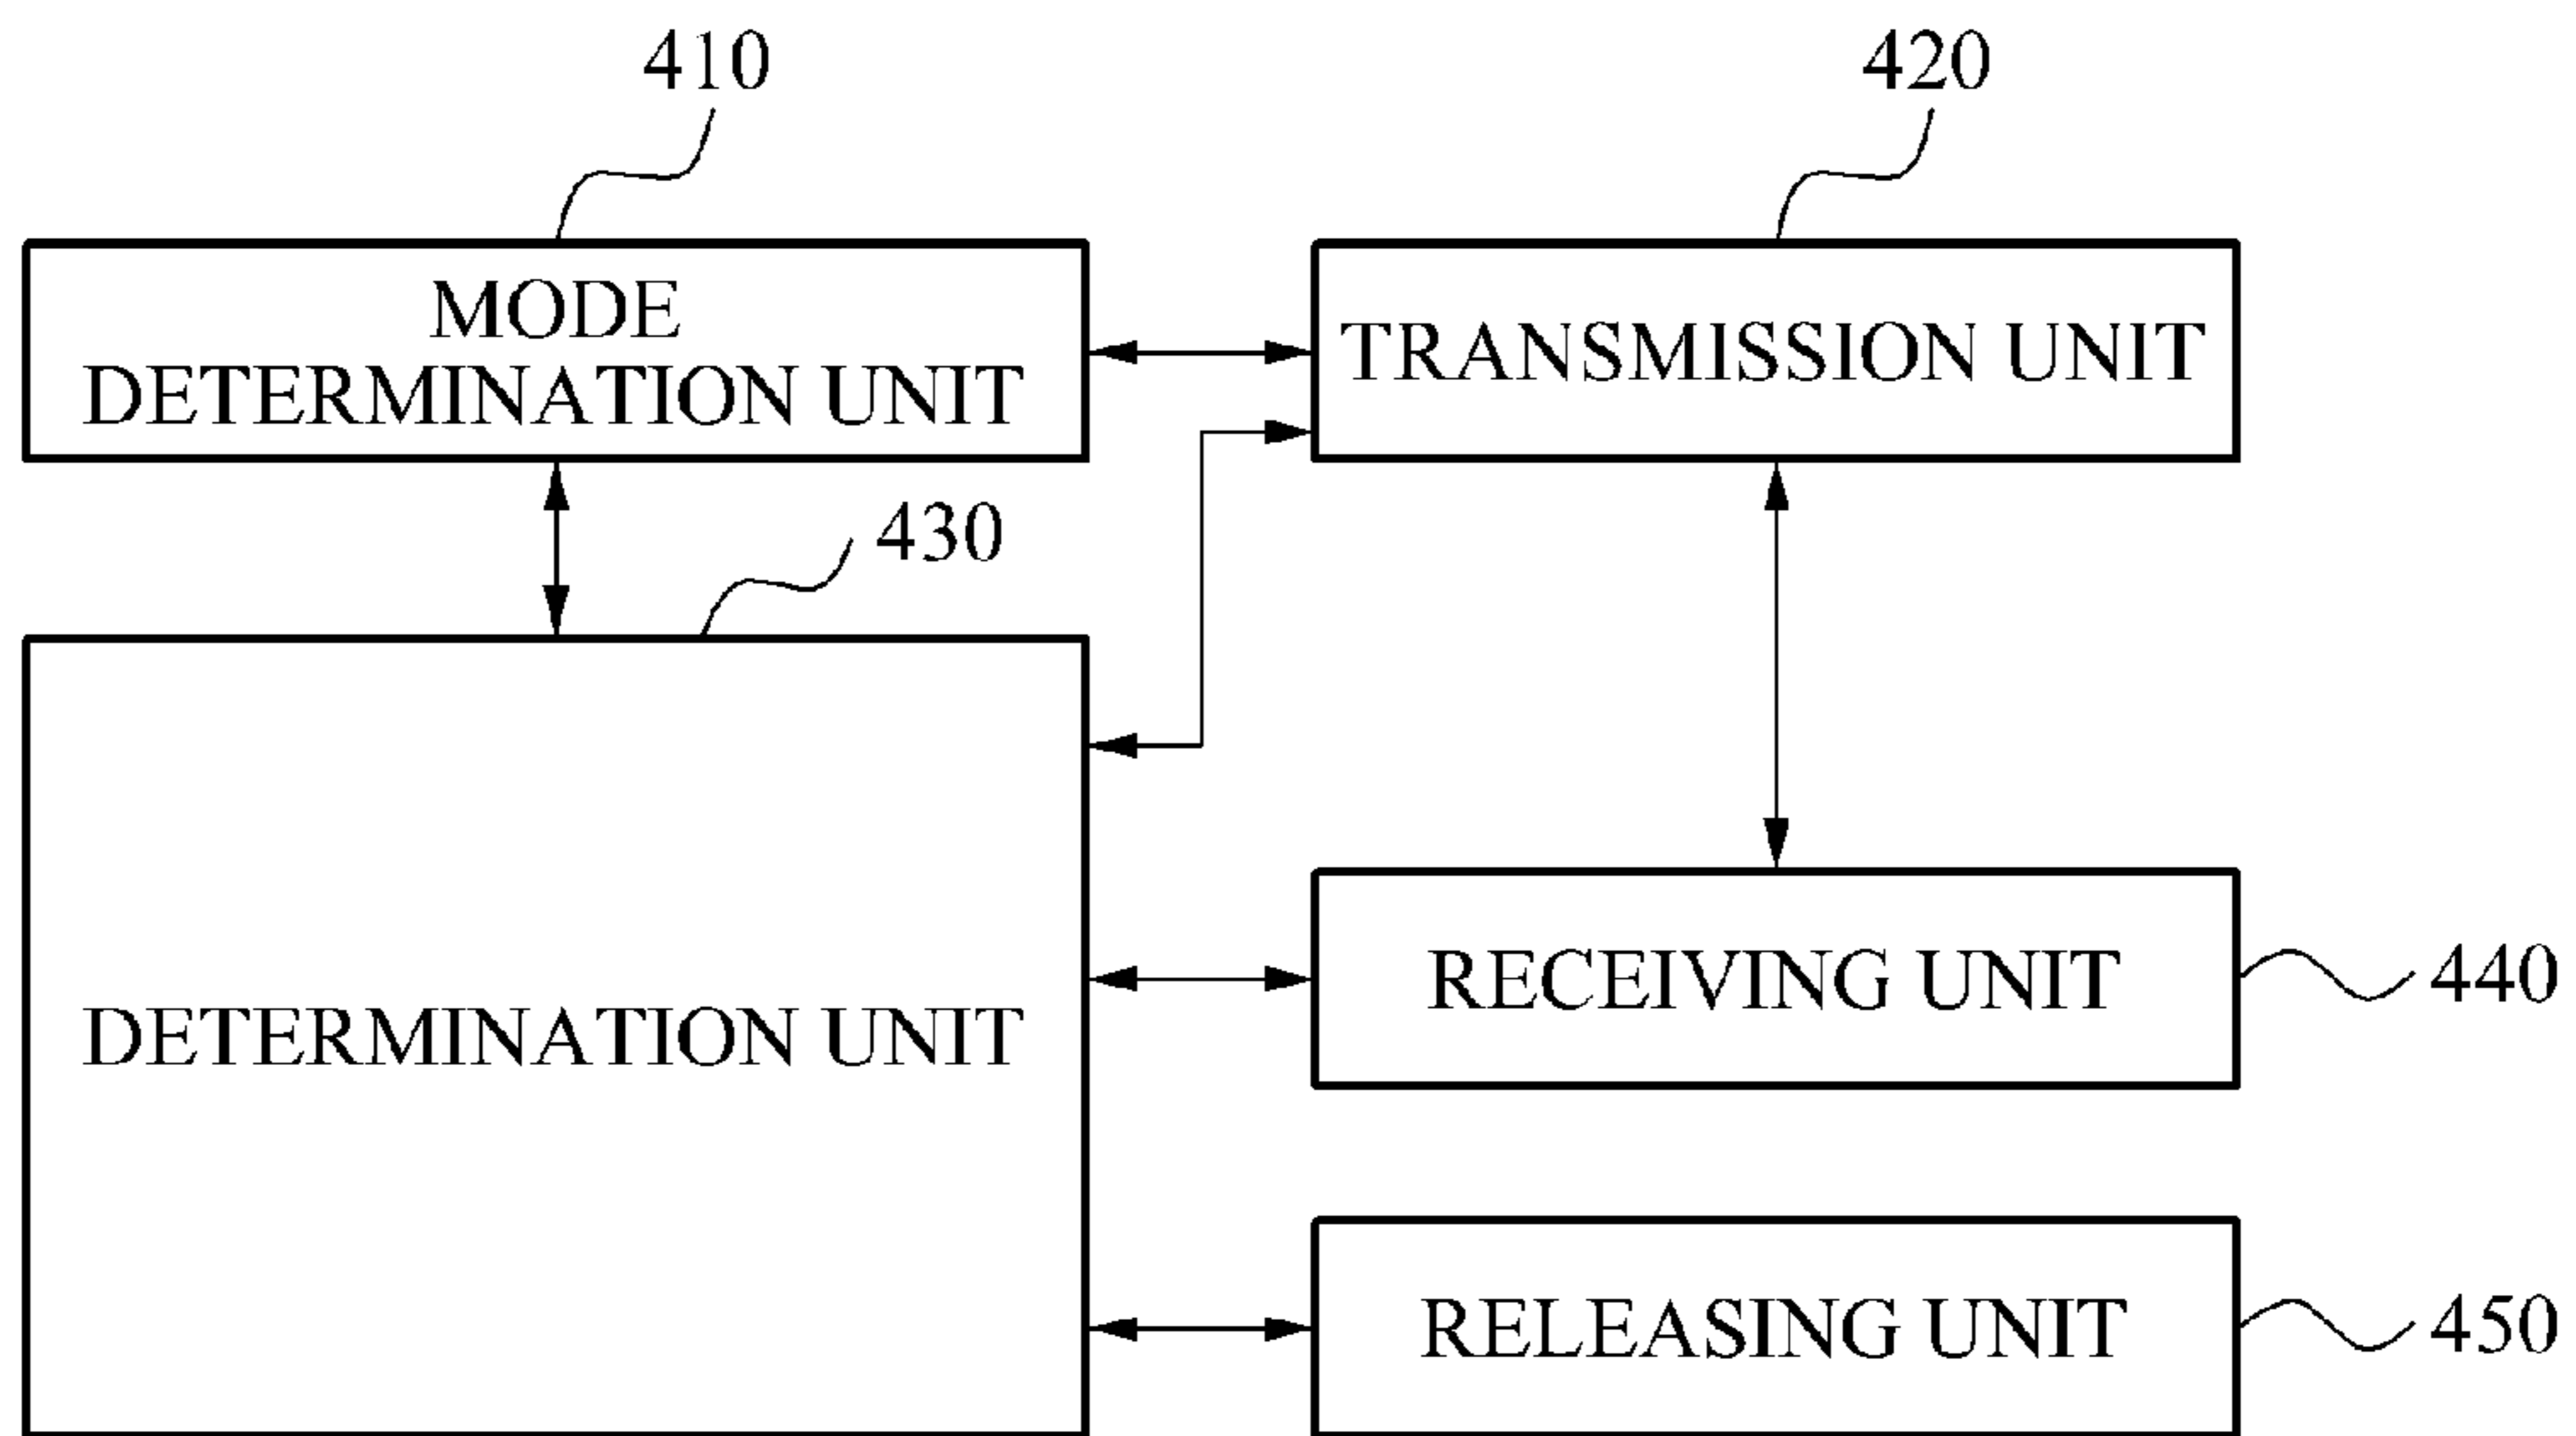 410
420
MODE
DETERMINATION UNIT
TRANSMISSION UNIT
430
DETERMINATION UNIT
RECEIVING UNIT
440
RELEASING UNIT
450